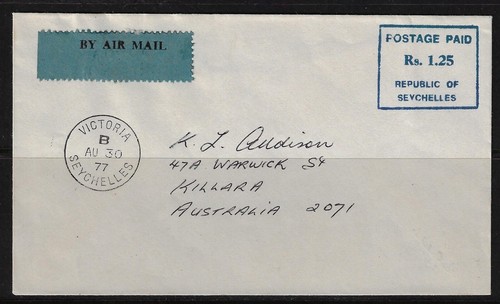 BY AIR MAIL
POSTAGE PAID
Rs. 1.25
REPUBLIC OF
SEYCHELLES
VICTORIA
B
AU 30
77
SEYCHELLES
K. L. Addison
47A WARWICK St
KILLARA
AUSTRALIA 2071